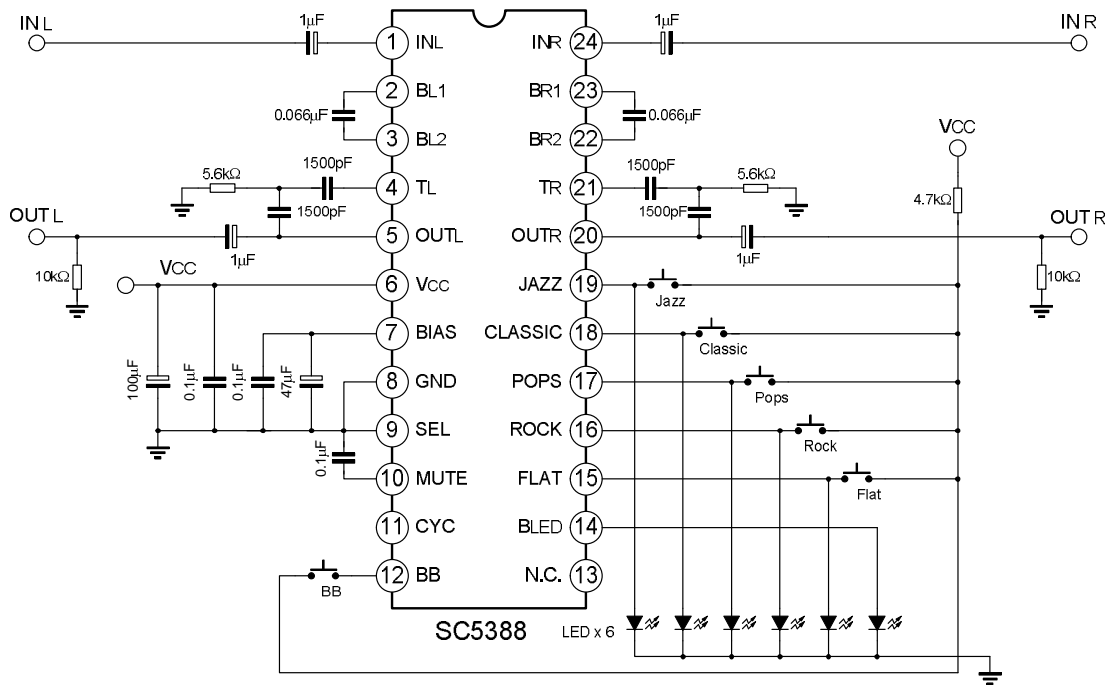 IN L
1μF
1μF
IN R
1 INL
INR 24
2 BL1
BR1 23
0.066μF
0.066μF
3 BL2
BR2 22
VCC
1500pF
5.6kΩ
5.6kΩ
4 TL
TR 21
1500pF
1500pF
1500pF
4.7kΩ
OUT L
OUT R
5 OUTL
OUTR 20
1μF
1μF
10kΩ
10kΩ
VCC
6 VCC
JAZZ 19
Jazz
7 BIAS
CLASSIC 18
Classic
100μF
0.1μF
0.1μF
47μF
8 GND
POPS 17
Pops
9 SEL
ROCK 16
Rock
0.1μF
10 MUTE
FLAT 15
Flat
11 CYC
BLED 14
12 BB
N.C. 13
BB
SC5388
LED x 6